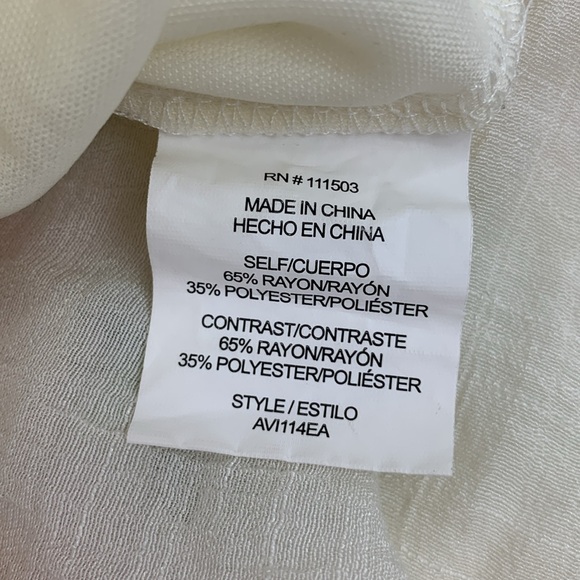 RN # 111503
MADE IN CHINA
HECHO EN CHINA
SELF/CUERPO
65% RAYON/RAYÓN
35% POLYESTER/POLIÉSTER
CONTRAST/CONTRASTE
65% RAYON/RAYÓN
35% POLYESTER/POLIÉSTER
STYLE / ESTILO
AVI114EA